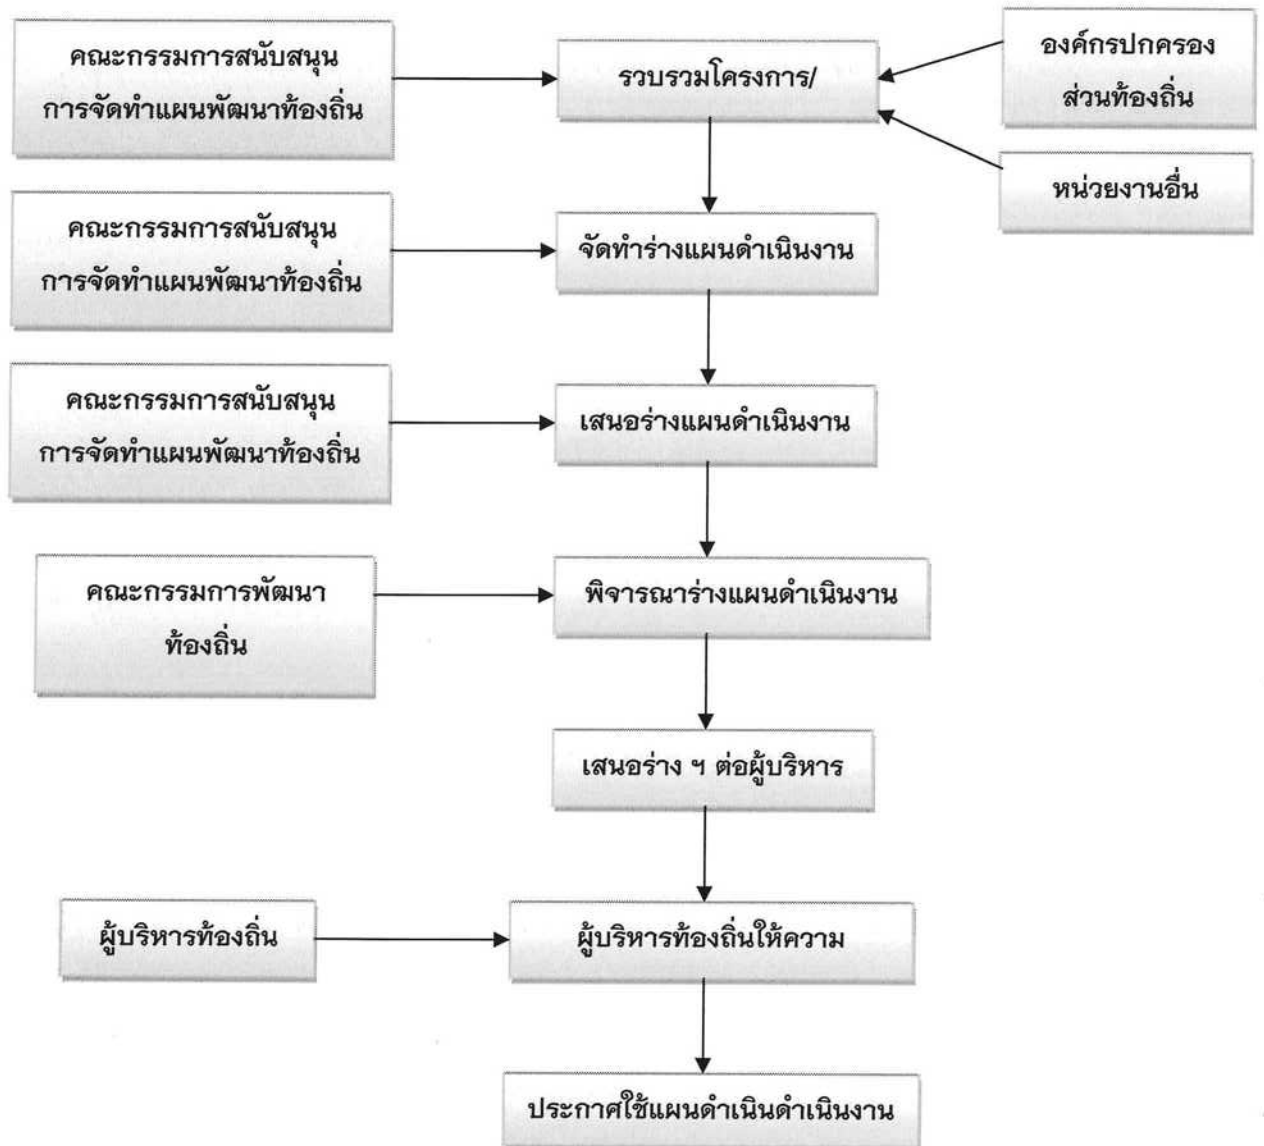 คณะกรรมการสนับสนุน
การจัดทำแผนพัฒนาท้องถิ่น
รวบรวมโครงการ/
องค์กรปกครอง
ส่วนท้องถิ่น
หน่วยงานอื่น
คณะกรรมการสนับสนุน
การจัดทำแผนพัฒนาท้องถิ่น
จัดทำร่างแผนดำเนินงาน
คณะกรรมการสนับสนุน
การจัดทำแผนพัฒนาท้องถิ่น
เสนอร่างแผนดำเนินงาน
คณะกรรมการพัฒนา
ท้องถิ่น
พิจารณาร่างแผนดำเนินงาน
เสนอร่าง ฯ ต่อผู้บริหาร
ผู้บริหารท้องถิ่น
ผู้บริหารท้องถิ่นให้ความ
ประกาศใช้แผนดำเนินดำเนินงาน